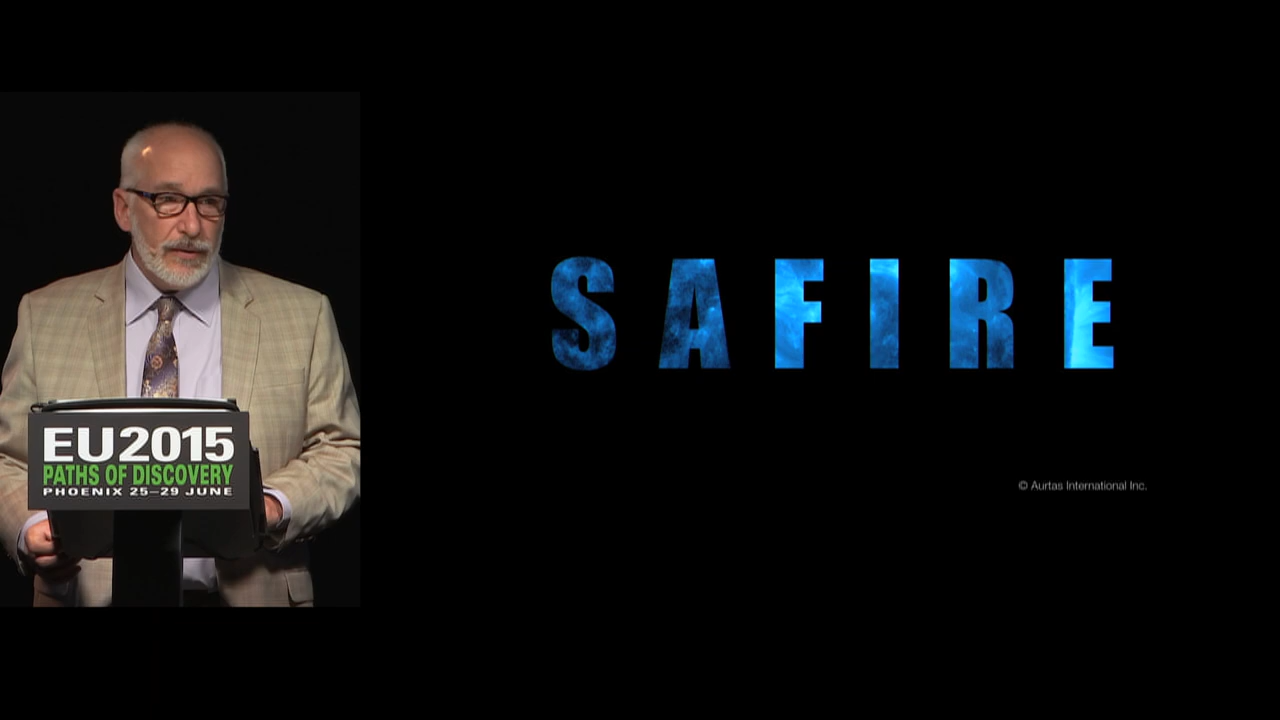 EU2015
PATHS OF DISCOVERY
PHOENIX 25–29 JUNE
SAFIRE
© Aurtas International Inc.